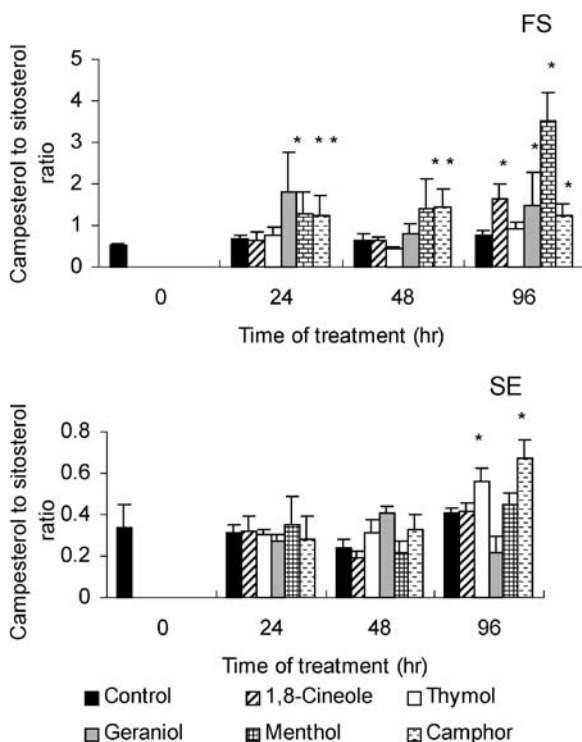 FS
Campesterol to sitosterol
ratio
5
4
3
2
1
0
* * *
* *
* * * *
0 24 48 96
Time of treatment (hr)
SE
Campesterol to sitosterol
ratio
0.8
0.6
0.4
0.2
0
* *
0 24 48 96
Time of treatment (hr)
Control 1,8-Cineole Thymol
Geraniol Menthol Camphor